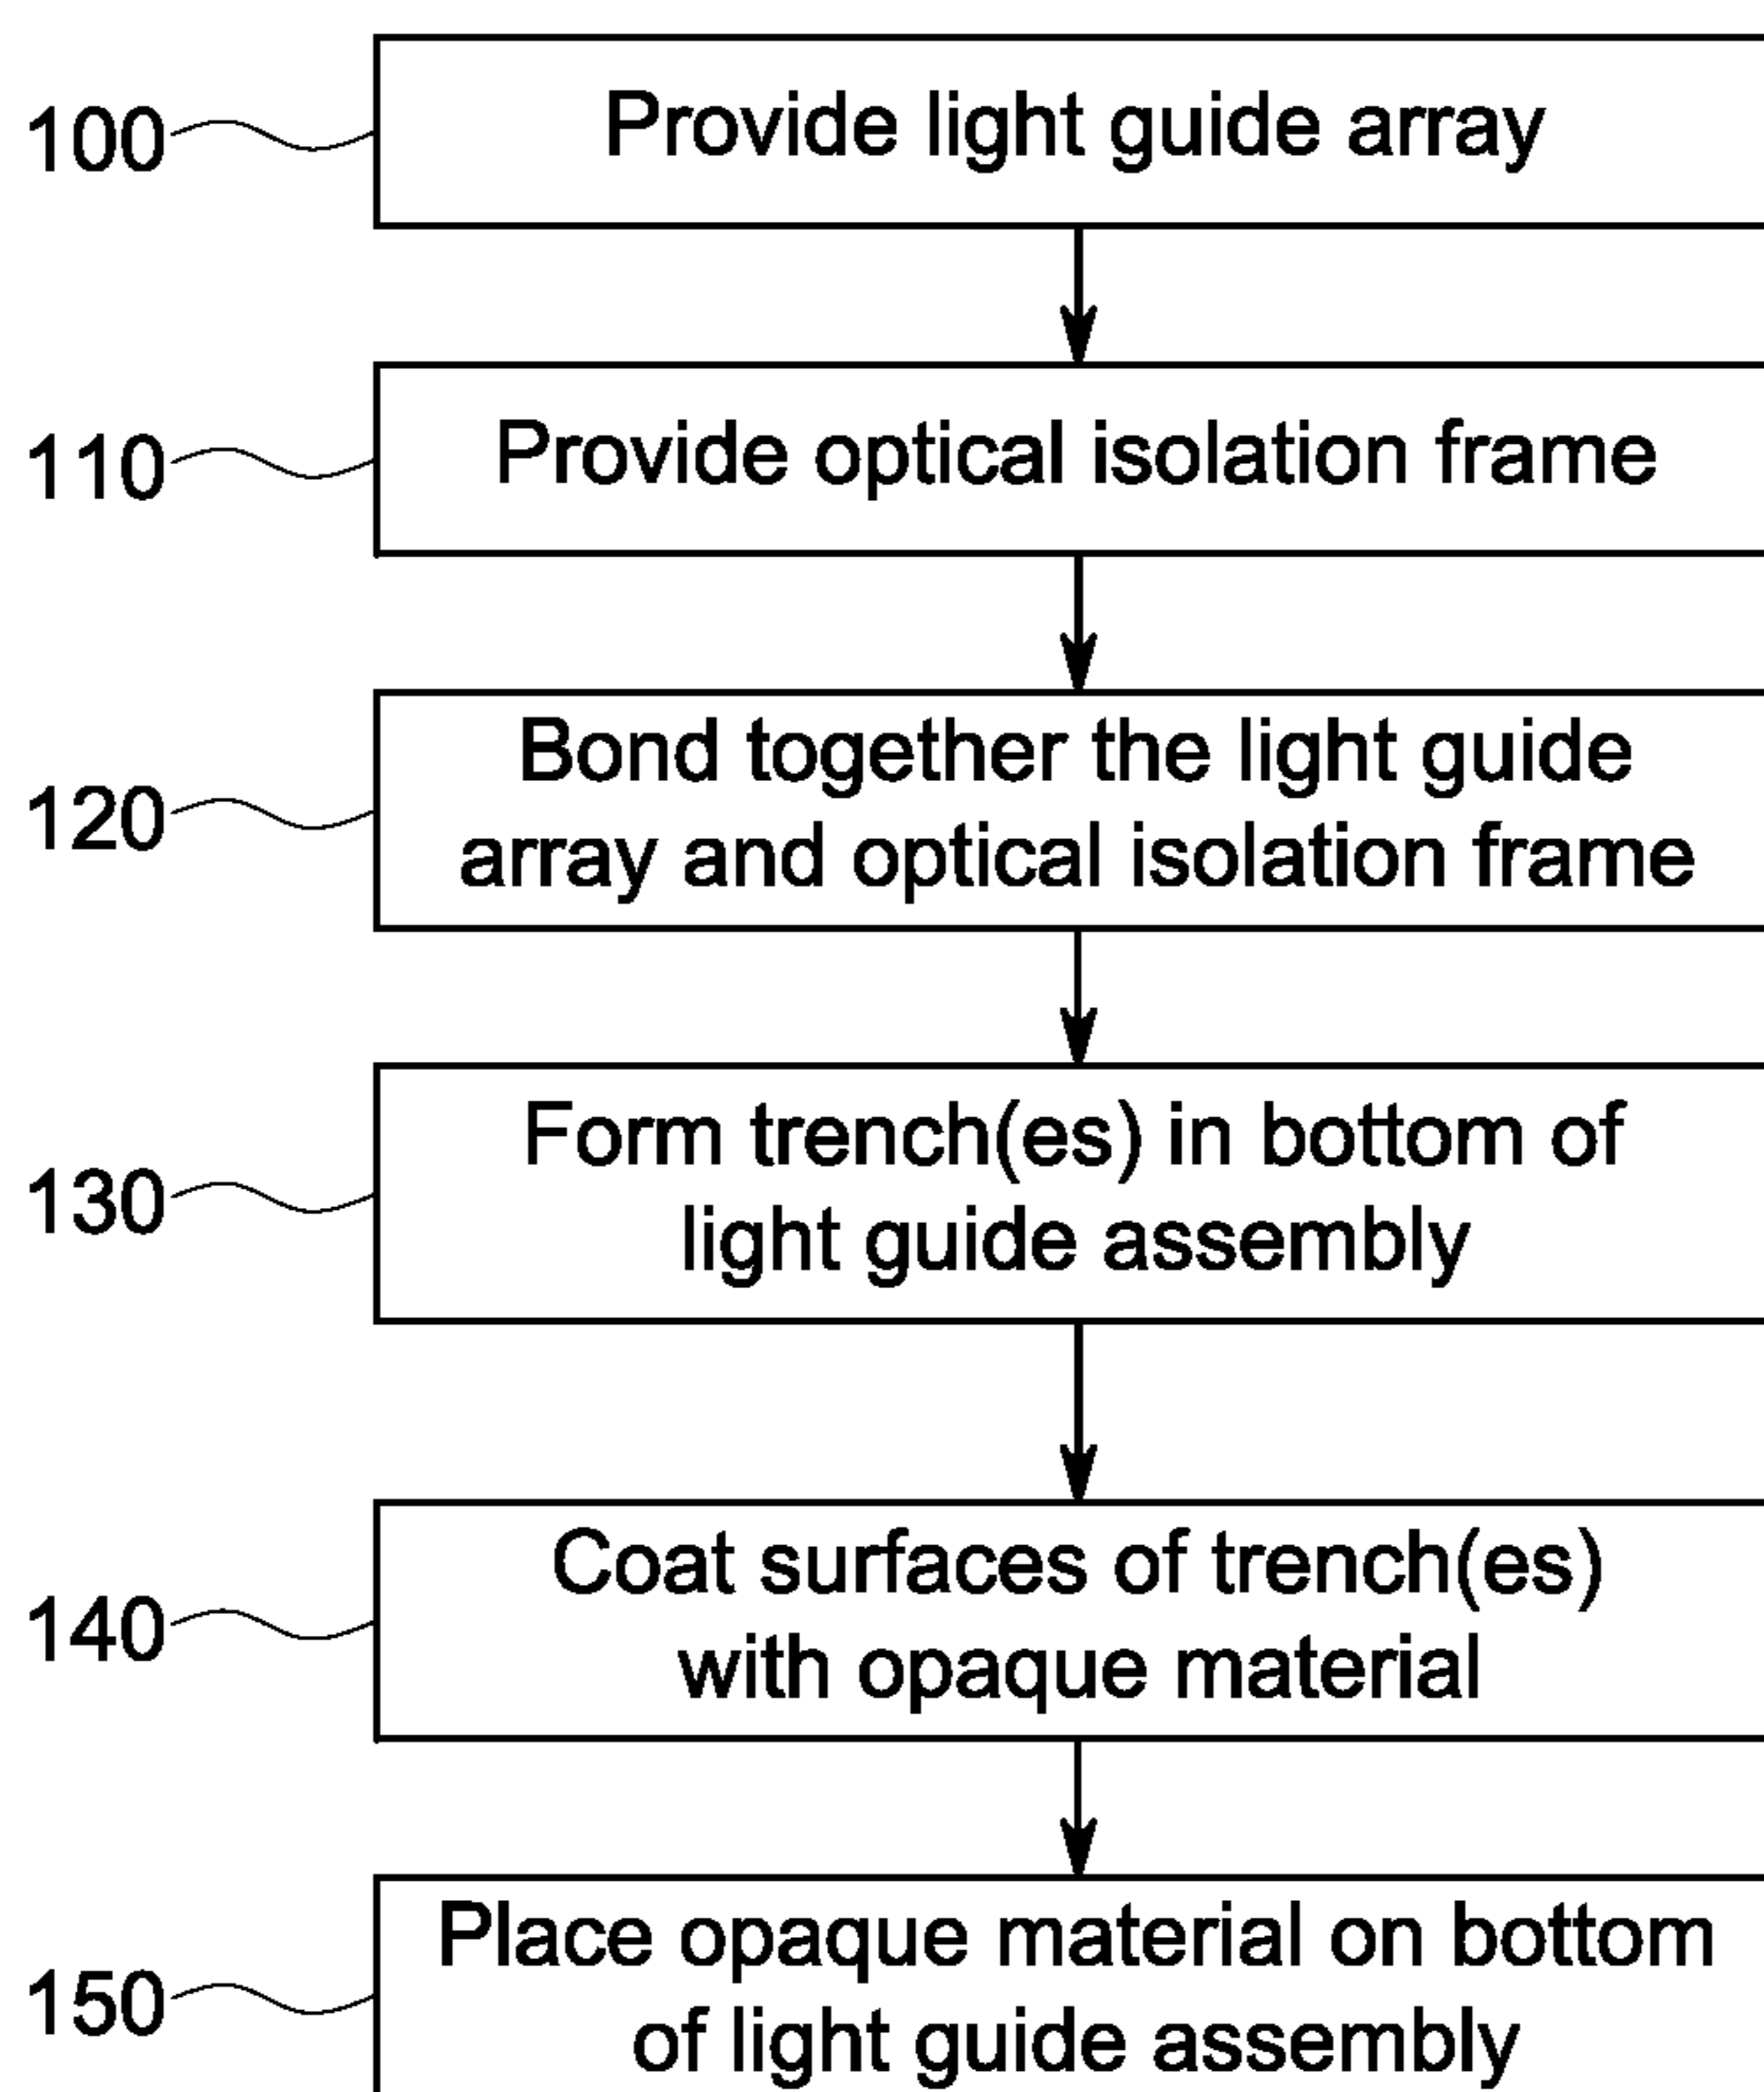 100
Provide light guide array
110
Provide optical isolation frame
120
Bond together the light guide
array and optical isolation frame
130
Form trench(es) in bottom of
light guide assembly
140
Coat surfaces of trench(es)
with opaque material
150
Place opaque material on bottom
of light guide assembly